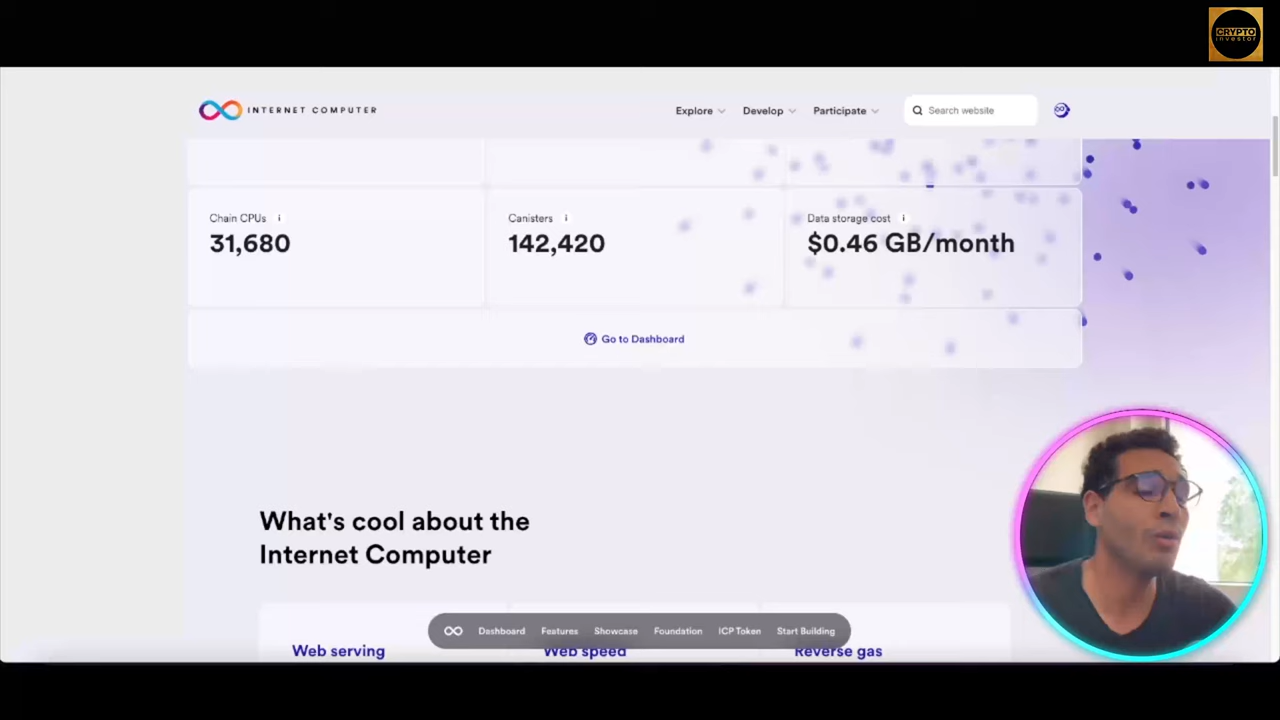 CRYPTO
investor
INTERNET COMPUTER
Explore
Develop
Participate
Search website
Chain CPUs i
31,680
Canisters i
142,420
Data storage cost i
$0.46 GB/month
Go to Dashboard
What's cool about the
Internet Computer
Dashboard Features Showcase Foundation ICP Token Start Building
Web serving
Web speed
Reverse gas